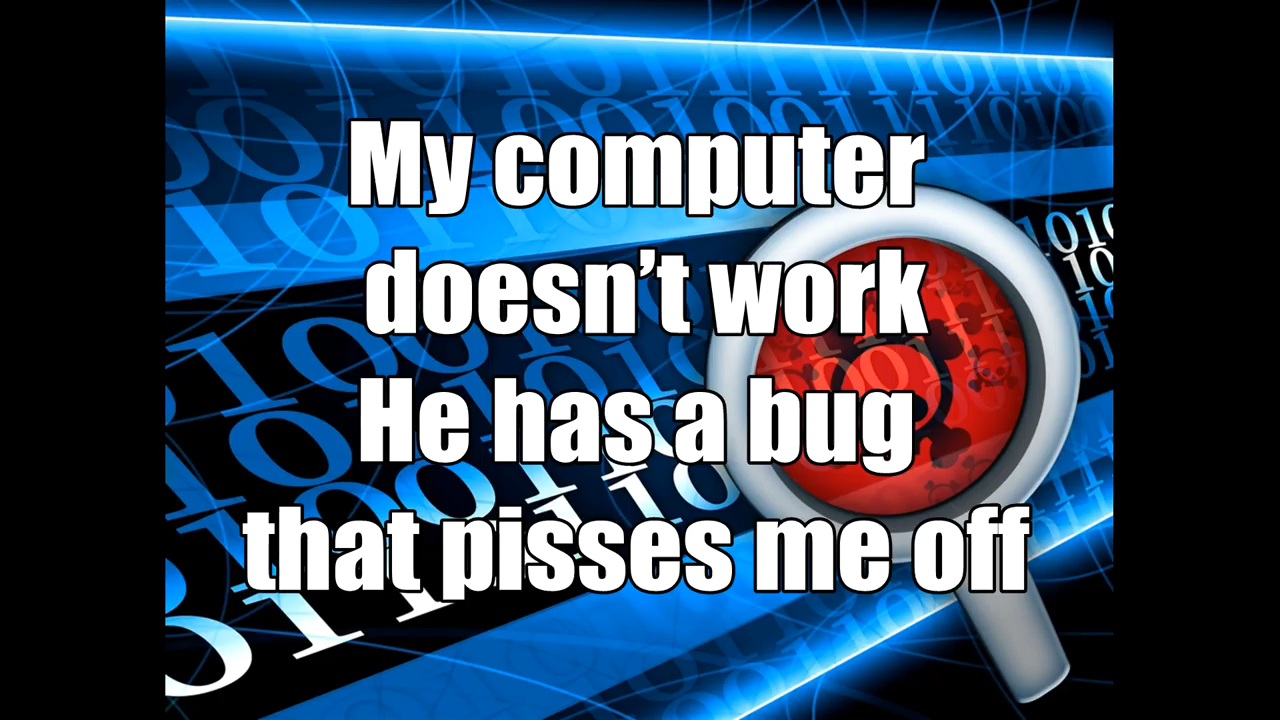 My computer
doesn’t work
He has a bug
that pisses me off